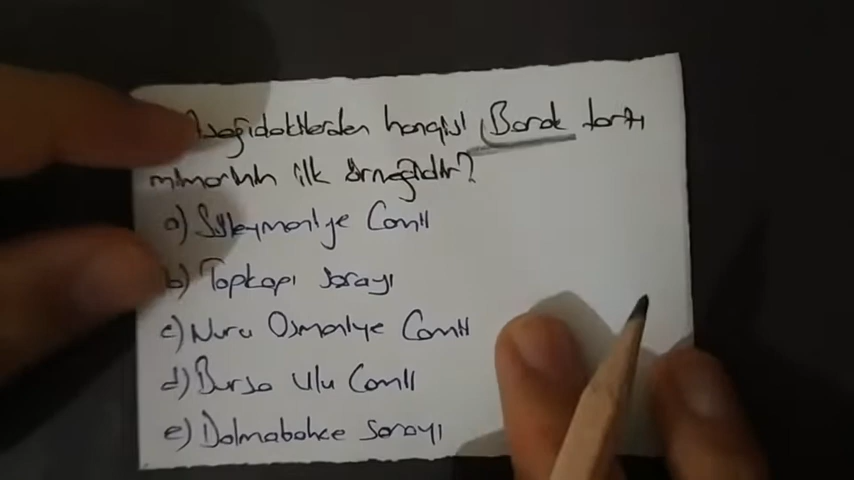 Aşağıdakilerden hangisi Barok tarzı
mimarinin ilk örneğidir?
a) Süleymaniye Camii
b) Topkapı sarayı
c) Nuru Osmaniye Camii
d) Bursa Ulu Camii
e) Dolmabahçe sarayı